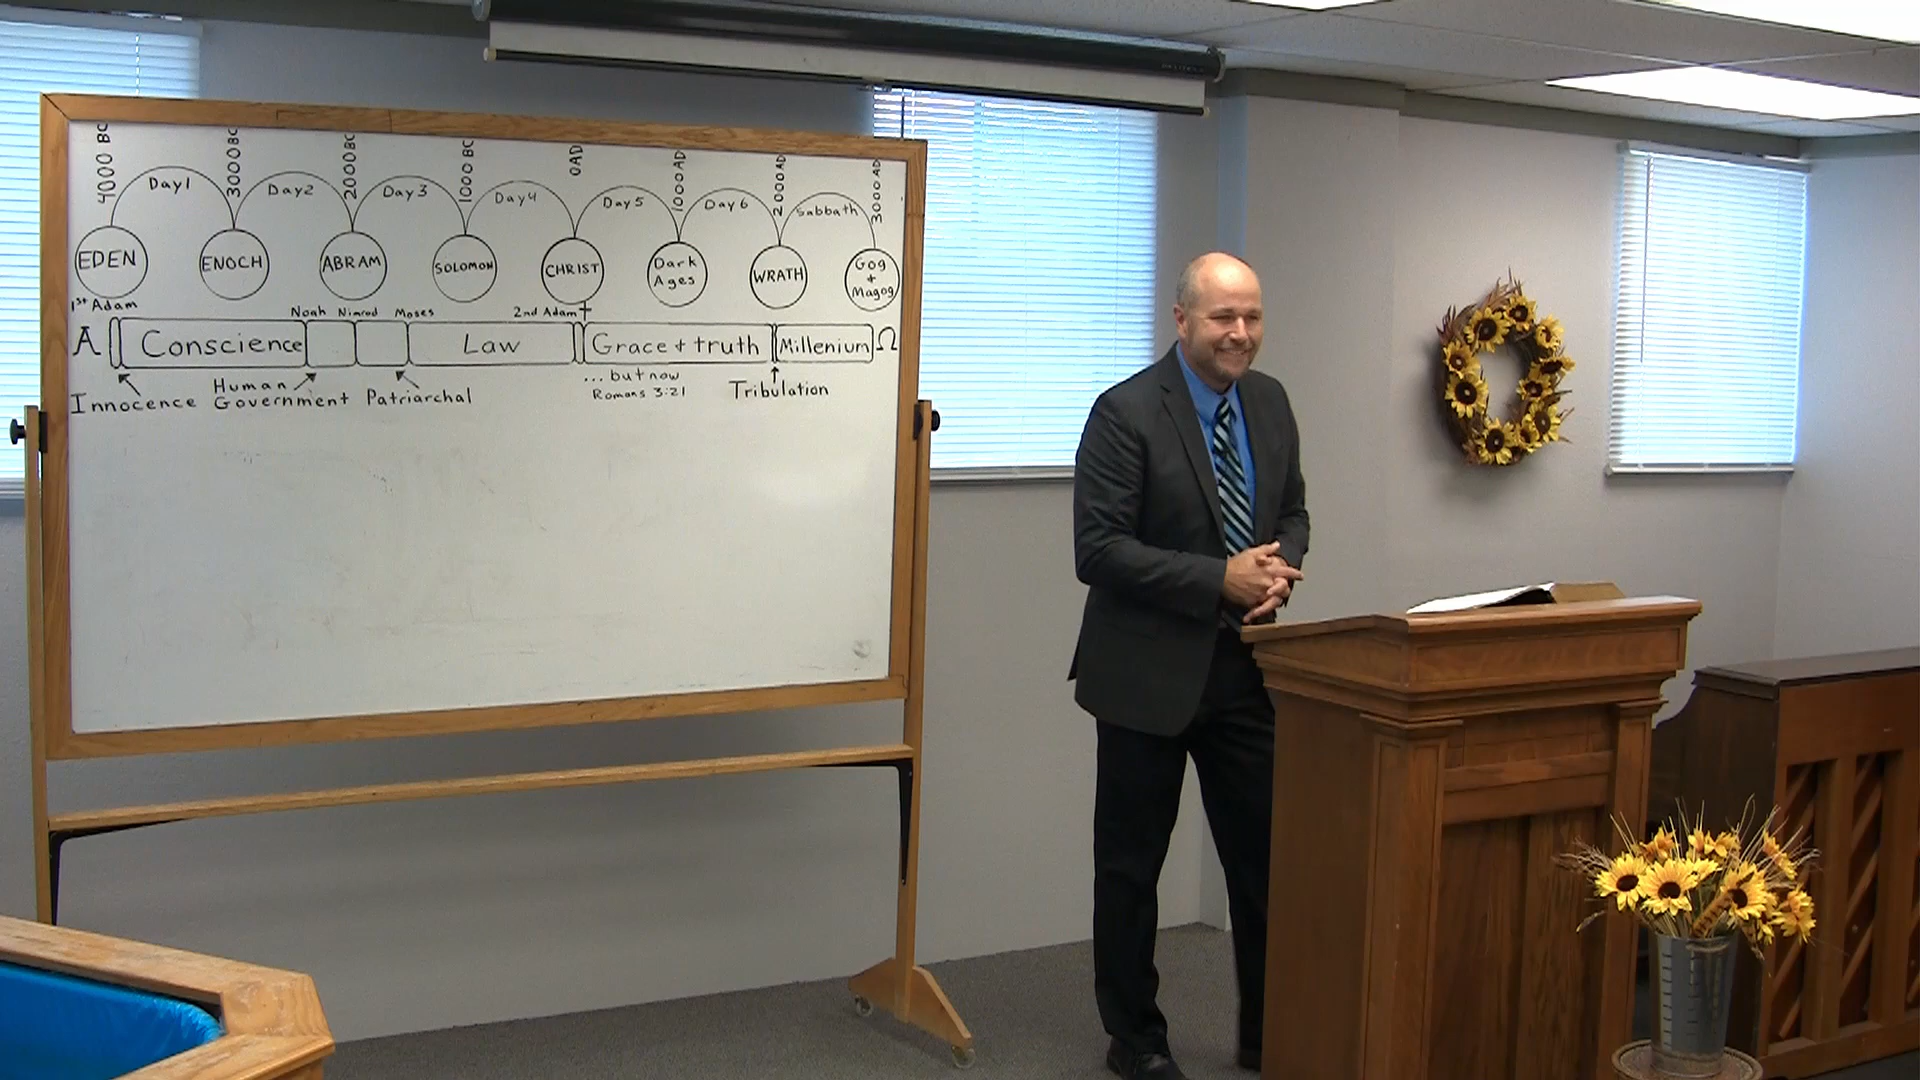 4000 BC 3000 BC 2000 BC 1000 BC 0 AD 1000 AD 2000 AD 3000 AD
Day 1 Day 2 Day 3 Day 4 Day 5 Day 6 Sabbath
EDEN ENOCH ABRAM SOLOMON CHRIST Dark Ages WRATH Gog + Magog
1st Adam Noah Nimrod Moses 2nd Adam
A Conscience Law Grace + truth Millenium Ω
Innocence Human Government Patriarchal ...but now Romans 3:21 Tribulation